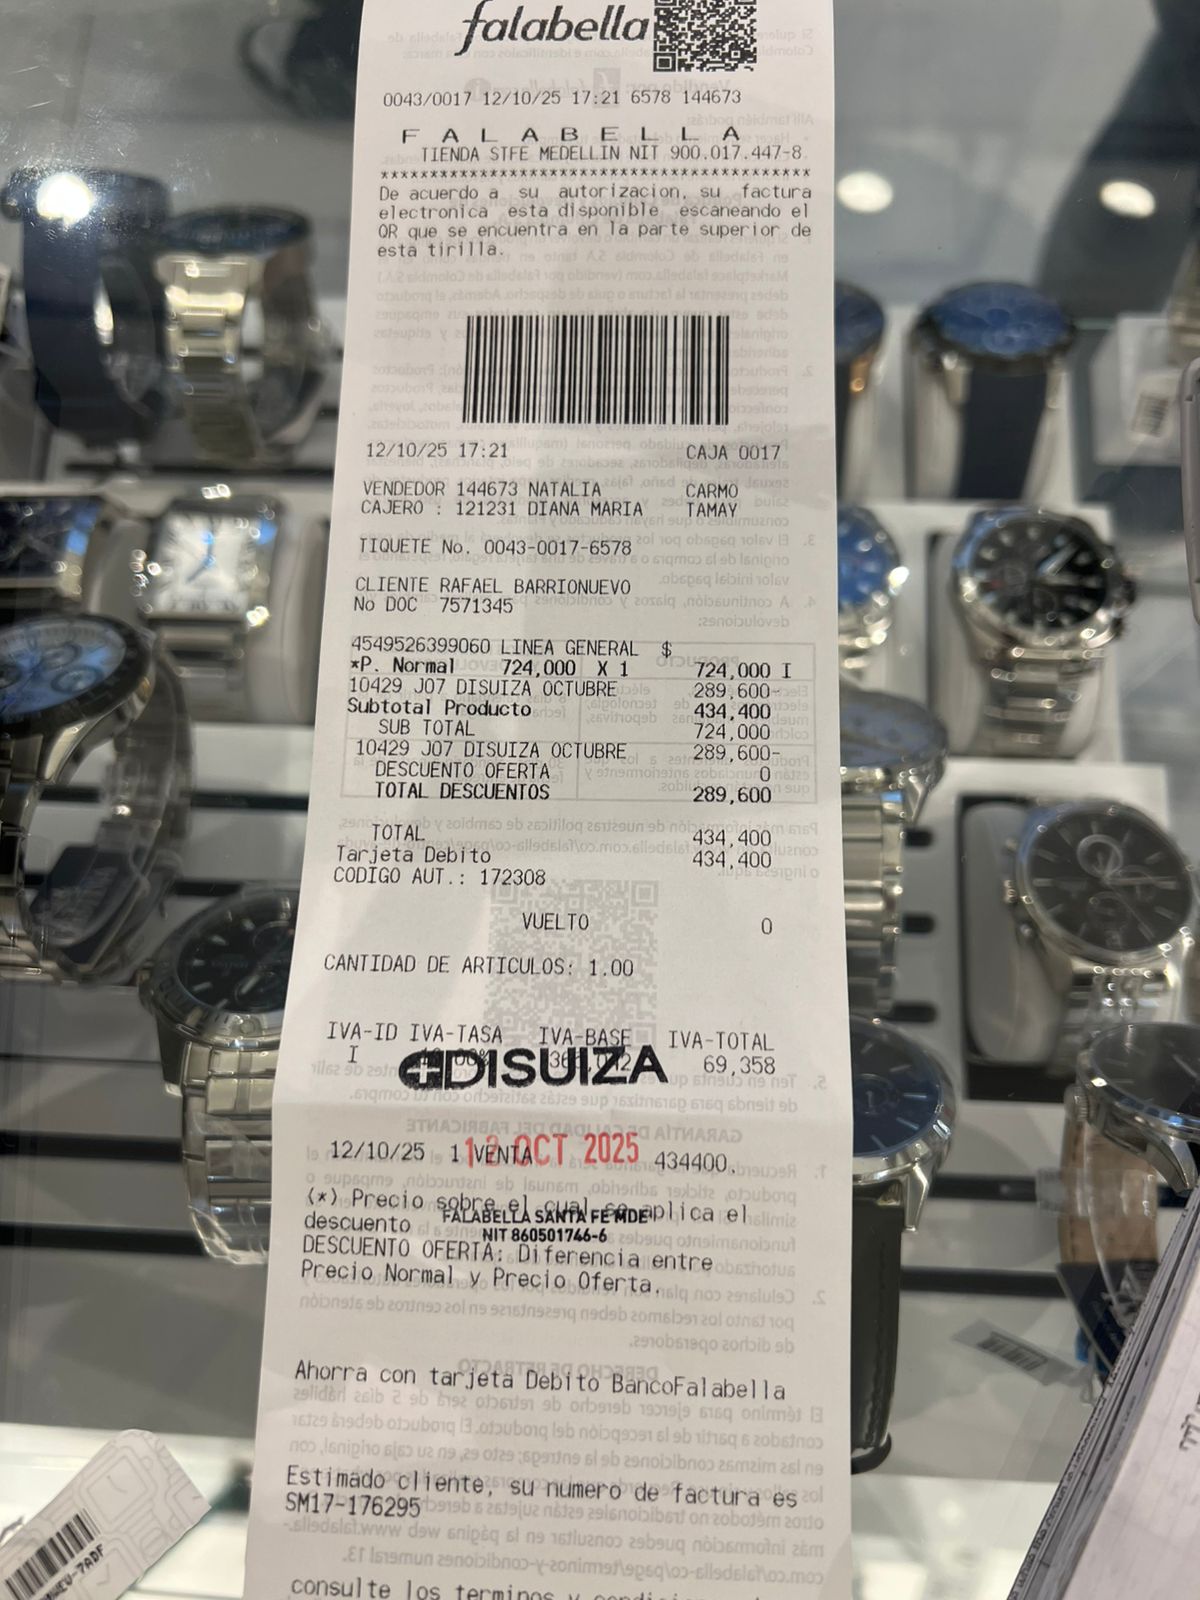 falabella
0043/0017 12/10/25 17:21 6578 144673
F A L A B E L L A
TIENDA STFE MEDELLIN NIT 900.017.447-8
******************************************
De acuerdo a su autorizacion, su factura
electronica esta disponible escaneando el
QR que se encuentra en la parte superior de
esta tirilla.
12/10/25 17:21 CAJA 0017
VENDEDOR 144673 NATALIA CARMO
CAJERO : 121231 DIANA MARIA TAMAY
TIQUETE No. 0043-0017-6578
CLIENTE RAFAEL BARRIONUEVO
No DOC 7571345
4549526399060 LINEA GENERAL $
*P. Normal 724,000 X 1 724,000 I
10429 J07 DISUIZA OCTUBRE 289,600-
Subtotal Producto 434,400
SUB TOTAL 724,000
10429 J07 DISUIZA OCTUBRE 289,600-
DESCUENTO OFERTA 0
TOTAL DESCUENTOS 289,600
TOTAL 434,400
Tarjeta Debito 434,400
CODIGO AUT.: 172308
VUELTO 0
CANTIDAD DE ARTICULOS: 1.00
IVA-ID IVA-TASA IVA-BASE IVA-TOTAL
I 69,358
DISUIZA
12/10/25 1 VENTA 434400.
12 OCT 2025
(*) Precio sobre el cual se aplica el
descuento
FALABELLA SANTA FE MDE
NIT 860501746-6
DESCUENTO OFERTA: Diferencia entre
Precio Normal y Precio Oferta.
Ahorra con tarjeta Debito BancoFalabella
Estimado cliente, su numero de factura es
SM17-176295
consulte los terminos y